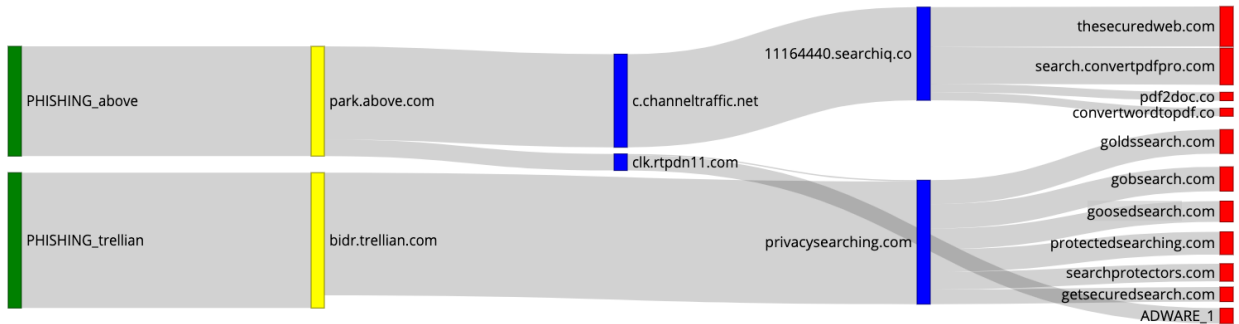 PHISHING_above
PHISHING_trellian
park.above.com
bidr.trellian.com
c.channeltraffic.net
clk.rtpdn11.com
11164440.searchiq.co
privacysearching.com
thesecuredweb.com
search.convertpdfpro.com
pdf2doc.co
convertwordtopdf.co
goldssearch.com
gobsearch.com
goosedsearch.com
protectedsearching.com
searchprotectors.com
getsecuredsearch.com
ADWARE_1